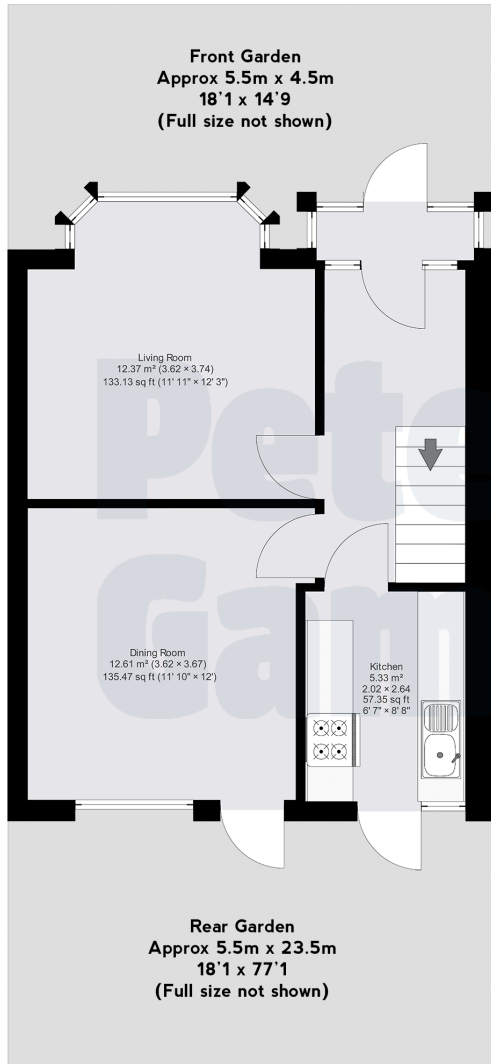 Front Garden
Approx 5.5m x 4.5m
18'1 x 14'9
(Full size not shown)
Living Room
12.37 m² (3.62 × 3.74)
133.13 sq ft (11' 11" × 12' 3")
Pete
Gam
Dining Room
12.61 m² (3.62 × 3.67)
135.47 sq ft (11' 10" × 12')
Kitchen
5.33 m²
2.02 × 2.64
57.35 sq ft
6' 7" × 8' 8"
Rear Garden
Approx 5.5m x 23.5m
18'1 x 77'1
(Full size not shown)